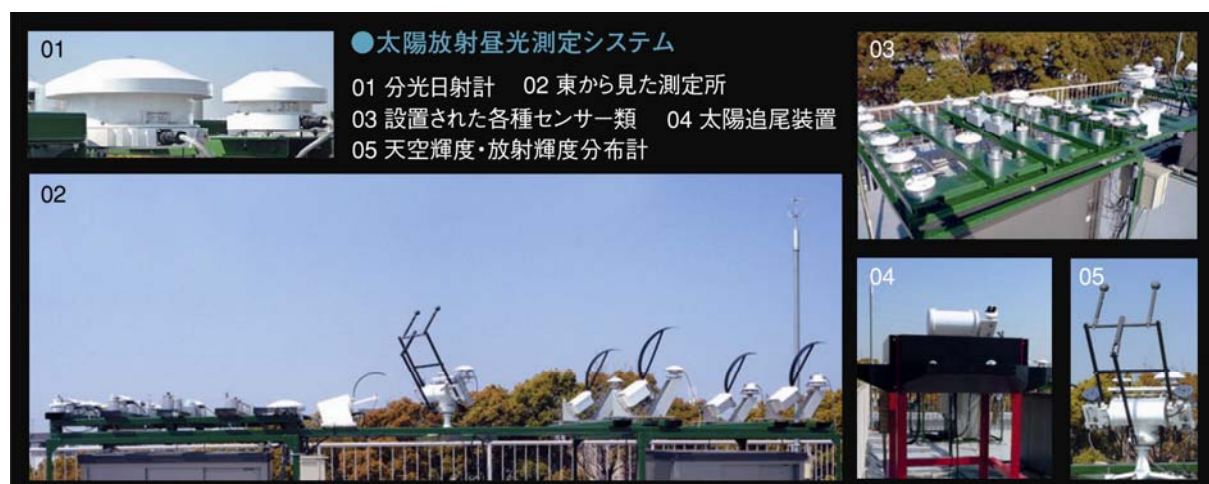 01
●太陽放射昼光測定システム
01 分光日射計 02 東から見た測定所
03 設置された各種センサー類 04 太陽追尾装置
05 天空輝度・放射輝度分布計
03
02
04
05